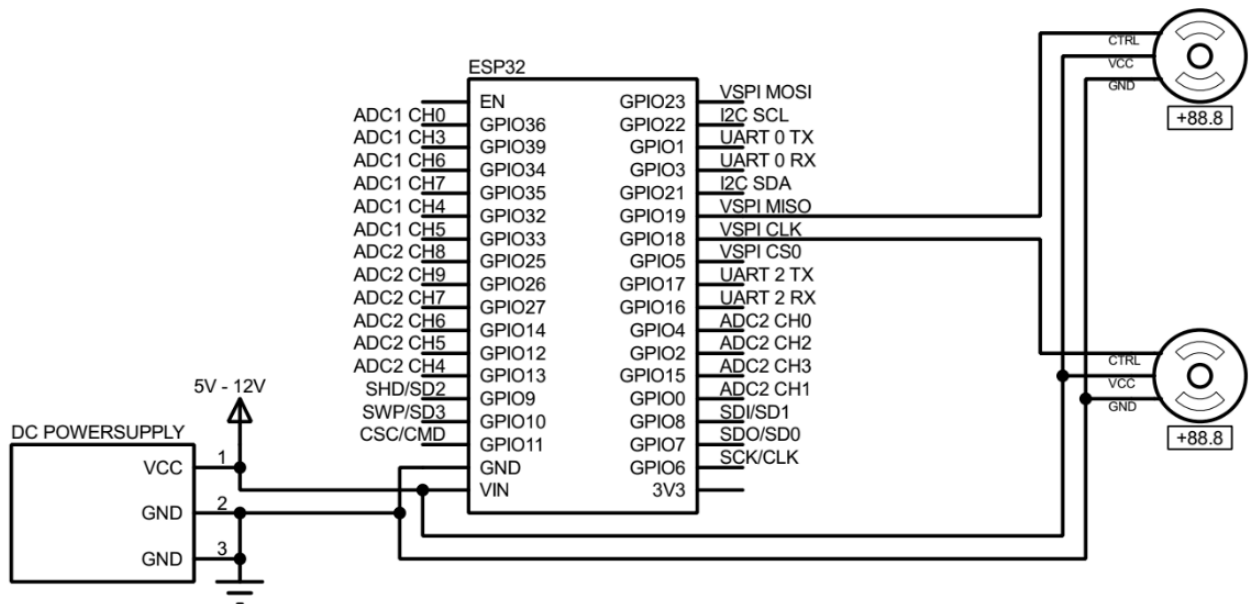 ESP32
EN
GPIO36
GPIO39
GPIO34
GPIO35
GPIO32
GPIO33
GPIO25
GPIO26
GPIO27
GPIO14
GPIO12
GPIO13
GPIO9
GPIO10
GPIO11
GND
VIN
ADC1 CH0
ADC1 CH3
ADC1 CH6
ADC1 CH7
ADC1 CH4
ADC1 CH5
ADC2 CH8
ADC2 CH9
ADC2 CH7
ADC2 CH6
ADC2 CH5
ADC2 CH4
SHD/SD2
SWP/SD3
CSC/CMD
GPIO23
GPIO22
GPIO1
GPIO3
GPIO21
GPIO19
GPIO18
GPIO5
GPIO17
GPIO16
GPIO4
GPIO2
GPIO15
GPIO0
GPIO8
GPIO7
GPIO6
3V3
VSPI MOSI
I2C SCL
UART 0 TX
UART 0 RX
I2C SDA
VSPI MISO
VSPI CLK
VSPI CS0
UART 2 TX
UART 2 RX
ADC2 CH0
ADC2 CH2
ADC2 CH3
ADC2 CH1
SDI/SD1
SDO/SD0
SCK/CLK
CTRL
VCC
GND
+88.8
CTRL
VCC
GND
+88.8
5V - 12V
DC POWERSUPPLY
VCC 1
GND 2
GND 3